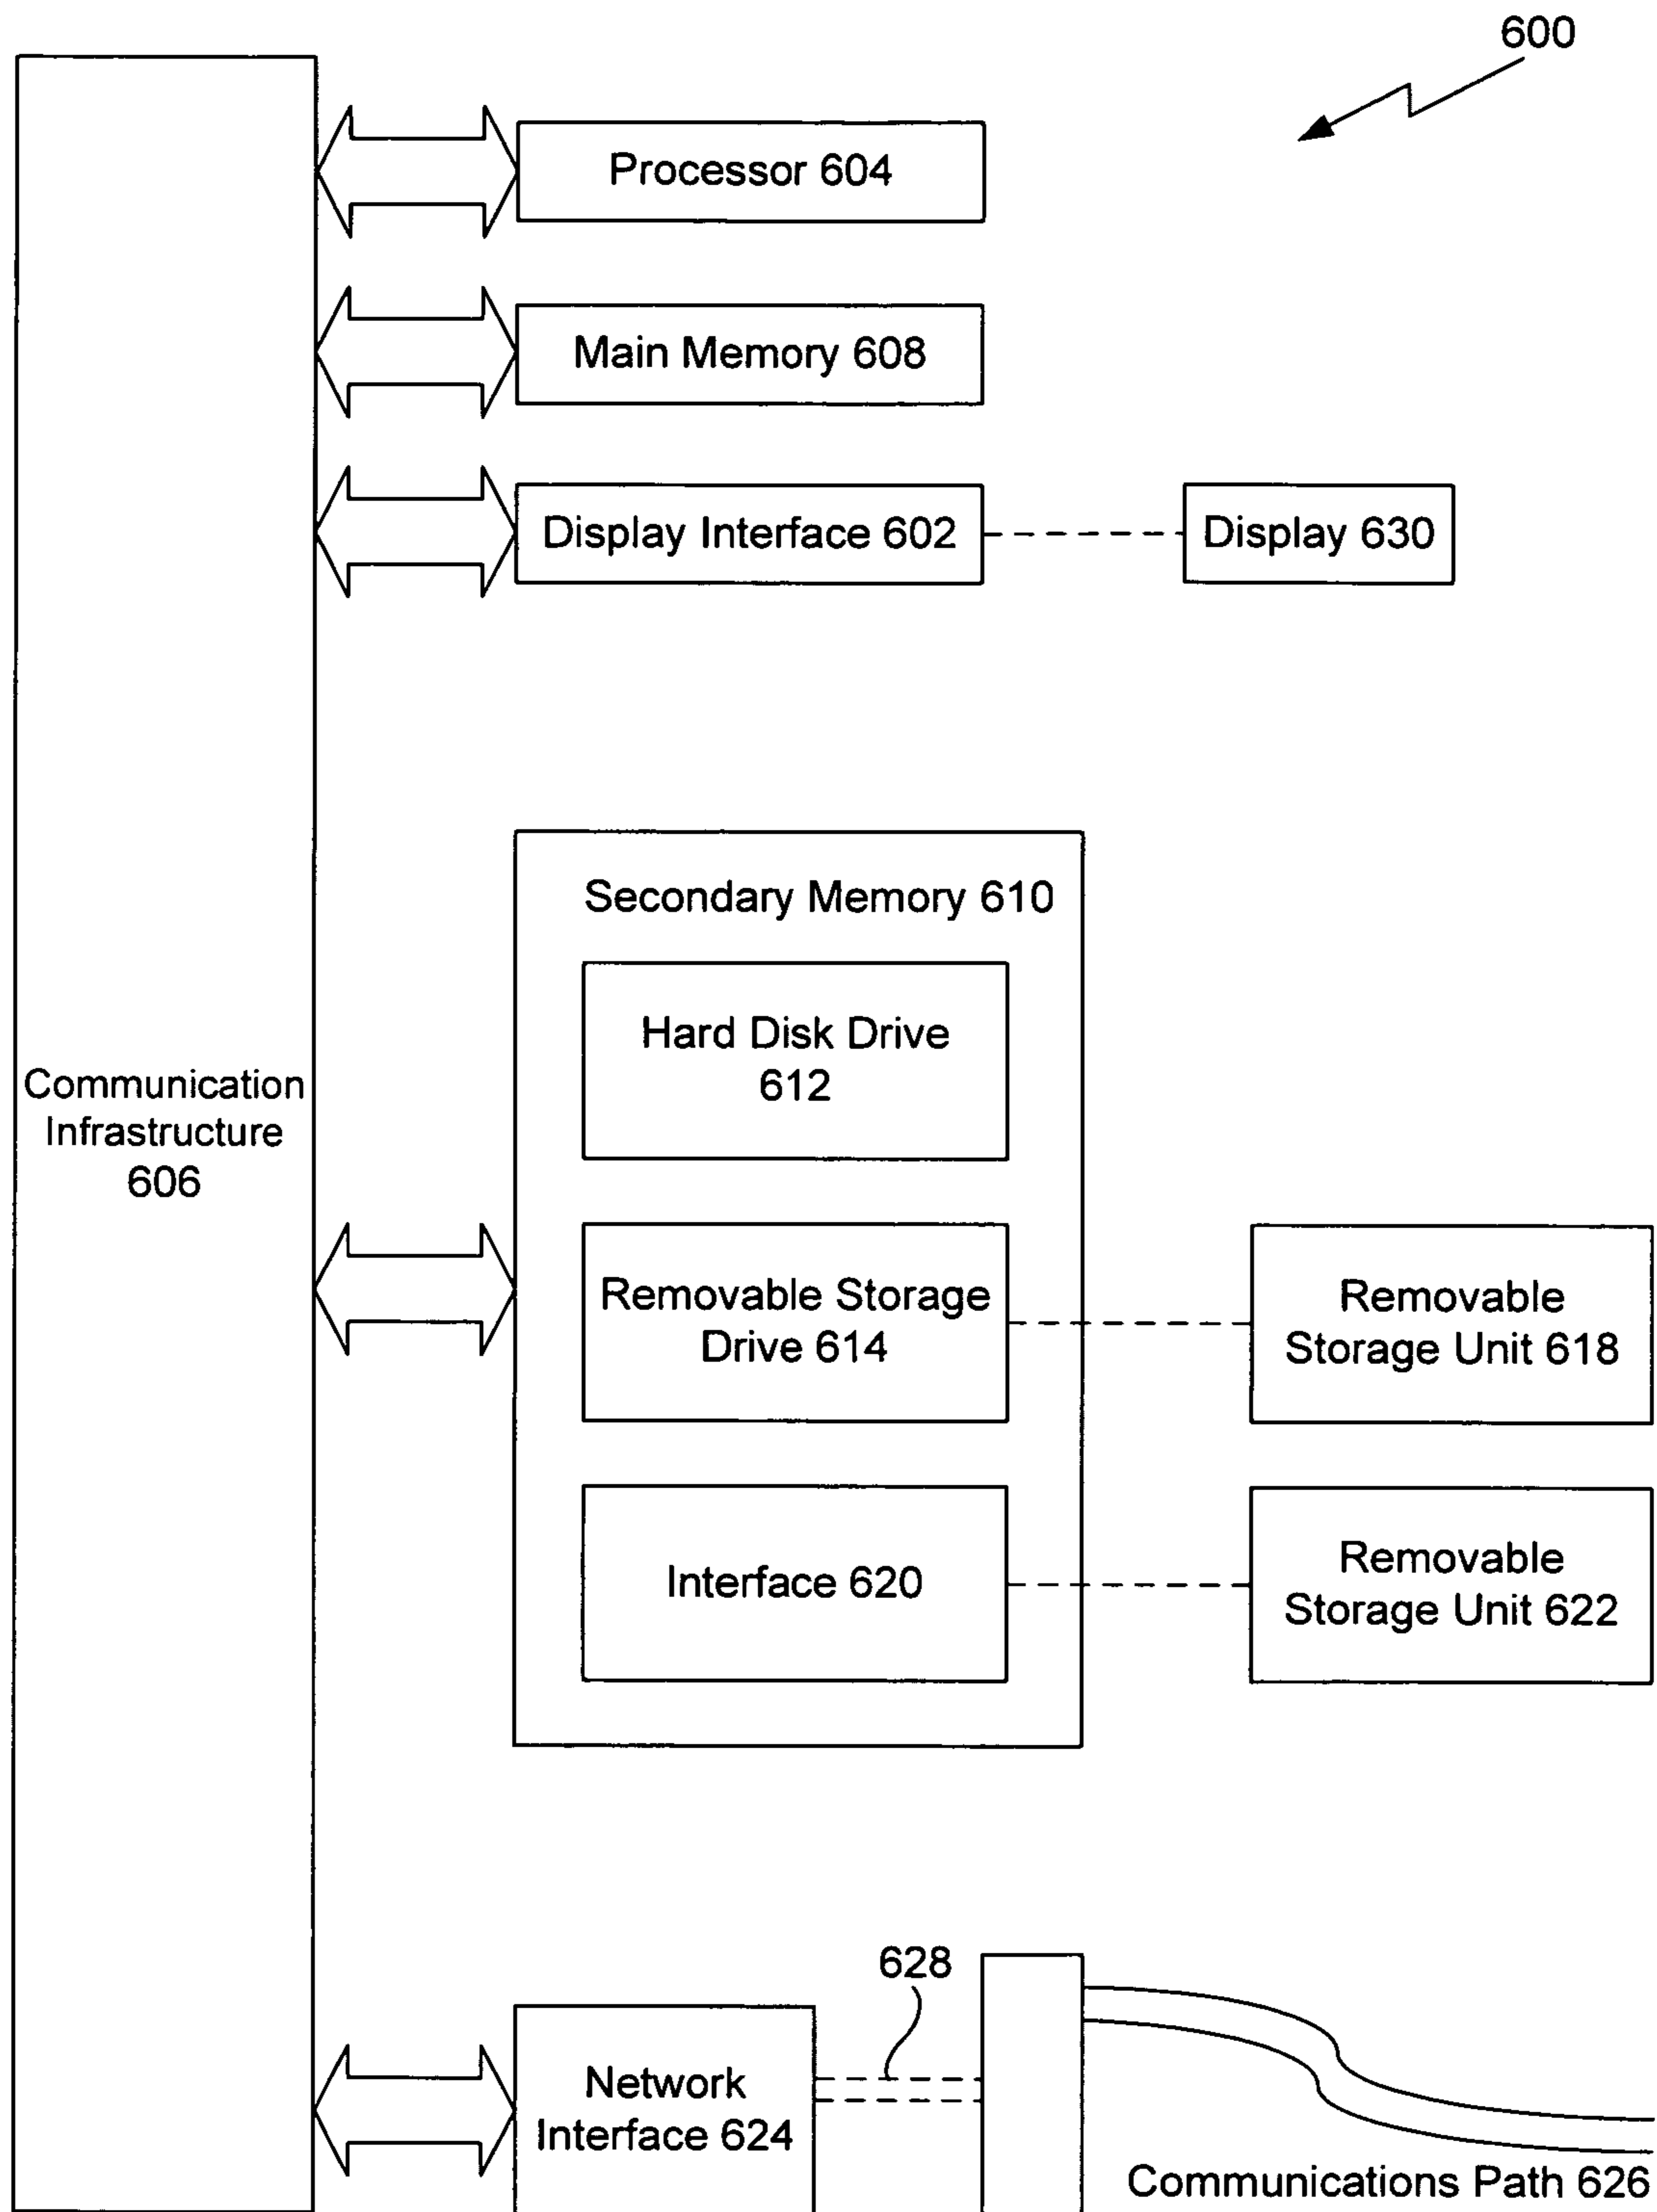 600
Processor 604
Main Memory 608
Display Interface 602
Display 630
Secondary Memory 610
Hard Disk Drive
612
Communication
Infrastructure
606
Removable Storage
Drive 614
Removable
Storage Unit 618
Interface 620
Removable
Storage Unit 622
628
Network
Interface 624
Communications Path 626